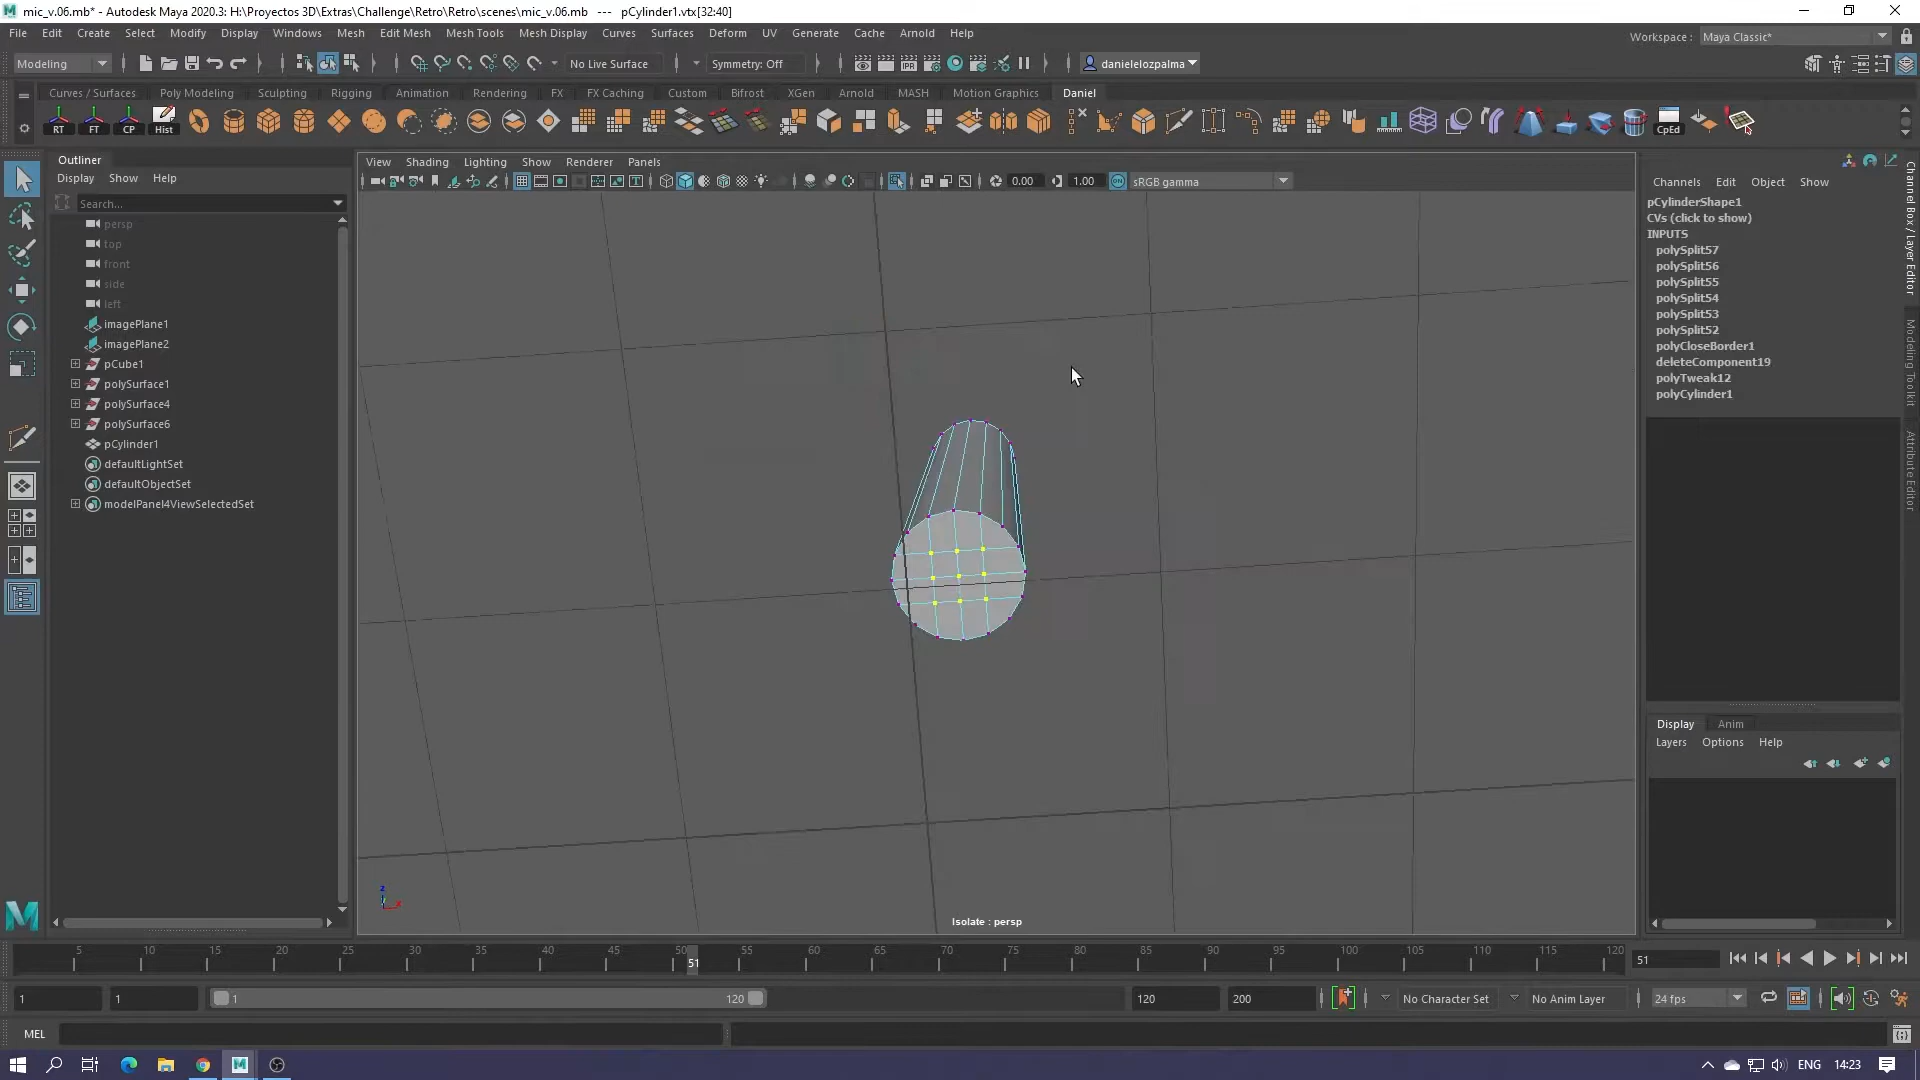 mic_v.06.mb* - Autodesk Maya 2020.3: H:\Proyectos 3D\Extras\Challenge\Retro\Retro\scenes\mic_v.06.mb --- pCylinder1.vtx[32:40]
File Edit Create Select Modify Display Windows Mesh Edit Mesh Mesh Tools Mesh Display Curves Surfaces Deform UV Generate Cache Arnold Help
Workspace : Maya Classic*
Modeling No Live Surface Symmetry: Off danielelozpalma
Curves / Surfaces Poly Modeling Sculpting Rigging Animation Rendering FX FX Caching Custom Bifrost XGen Arnold MASH Motion Graphics Daniel
RT FT CP Hist CpEd
Outliner
Display Show Help
Search...
persp
top
front
side
left
imagePlane1
imagePlane2
pCube1
polySurface1
polySurface4
polySurface6
pCylinder1
defaultLightSet
defaultObjectSet
modelPanel4ViewSelectedSet
View Shading Lighting Show Renderer Panels
0.00 1.00 sRGB gamma
Isolate : persp
z
x
Channels Edit Object Show
pCylinderShape1
CVs (click to show)
INPUTS
polySplit57
polySplit56
polySplit55
polySplit54
polySplit53
polySplit52
polyCloseBorder1
deleteComponent19
polyTweak12
polyCylinder1
Display Anim
Layers Options Help
Channel Box / Layer Editor
Modeling Toolkit
Attribute Editor
5 10 15 20 25 30 35 40 45 50 55 60 65 70 75 80 85 90 95 100 105 110 115 120
51
51
1 1 1 120 120 200 No Character Set No Anim Layer 24 fps
MEL
ENG 14:23